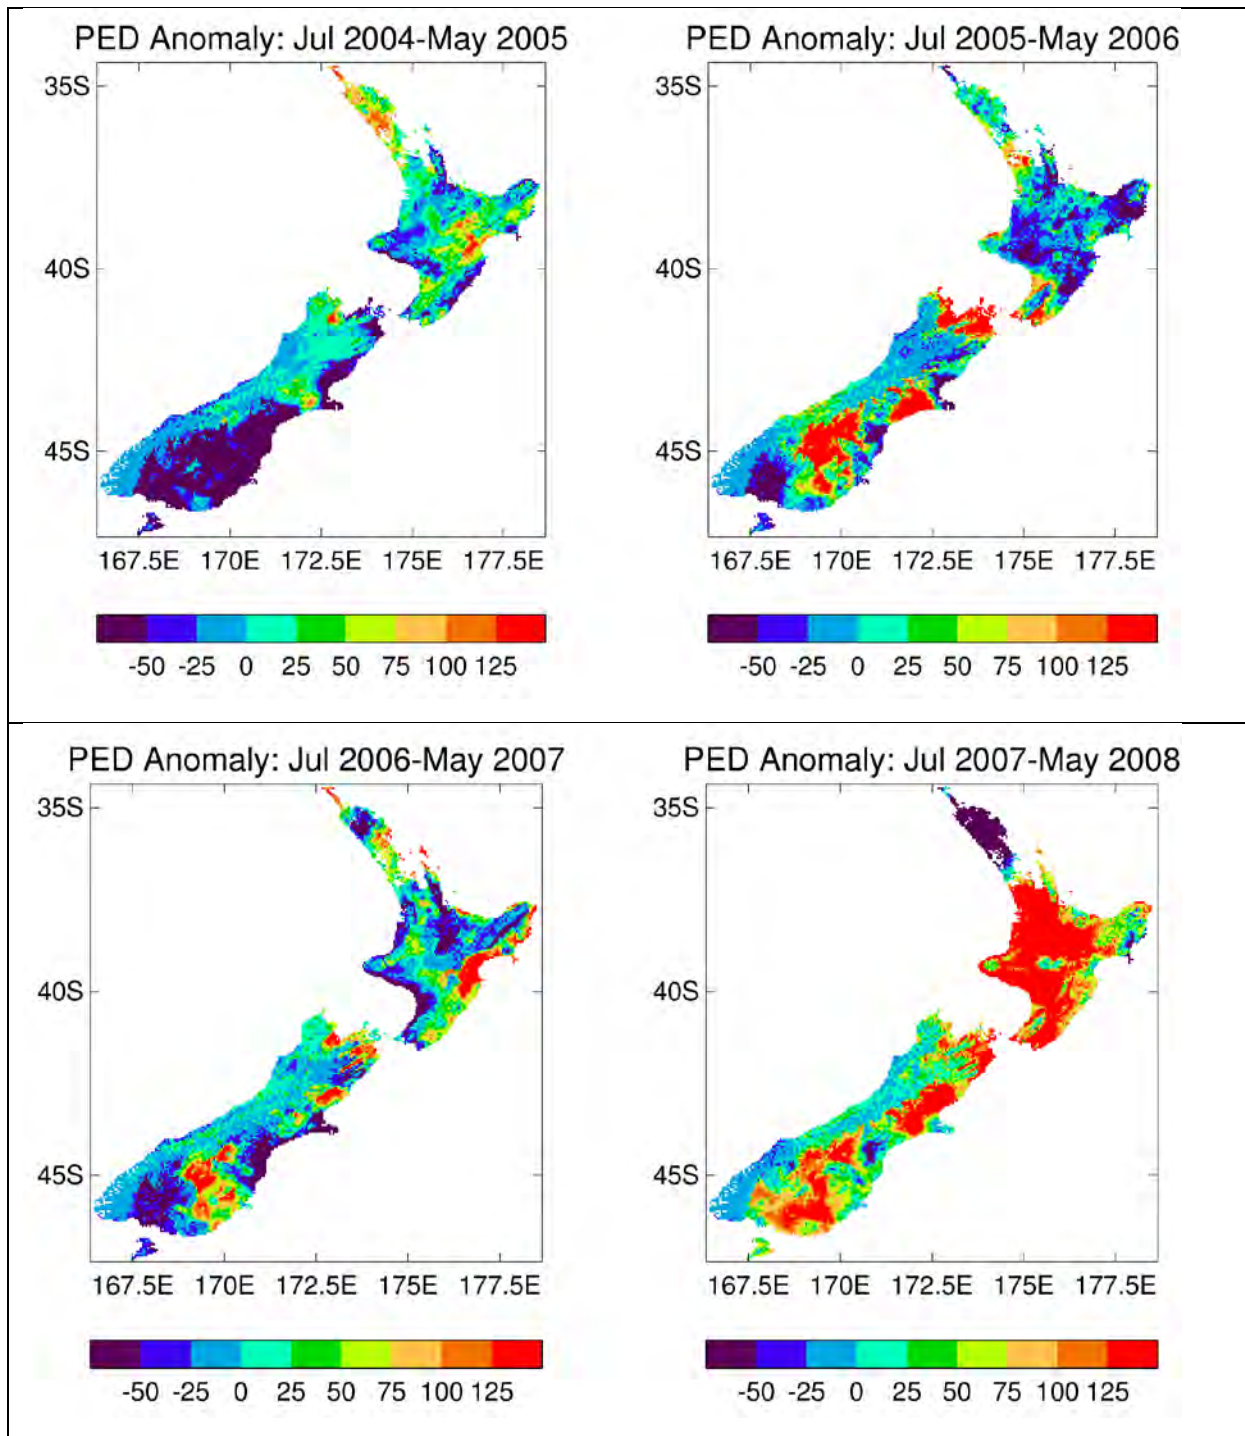 PED Anomaly: Jul 2004-May 2005
35S
40S
45S
167.5E 170E 172.5E 175E 177.5E
-50 -25 0 25 50 75 100 125
PED Anomaly: Jul 2005-May 2006
35S
40S
45S
167.5E 170E 172.5E 175E 177.5E
-50 -25 0 25 50 75 100 125
PED Anomaly: Jul 2006-May 2007
35S
40S
45S
167.5E 170E 172.5E 175E 177.5E
-50 -25 0 25 50 75 100 125
PED Anomaly: Jul 2007-May 2008
35S
40S
45S
167.5E 170E 172.5E 175E 177.5E
-50 -25 0 25 50 75 100 125